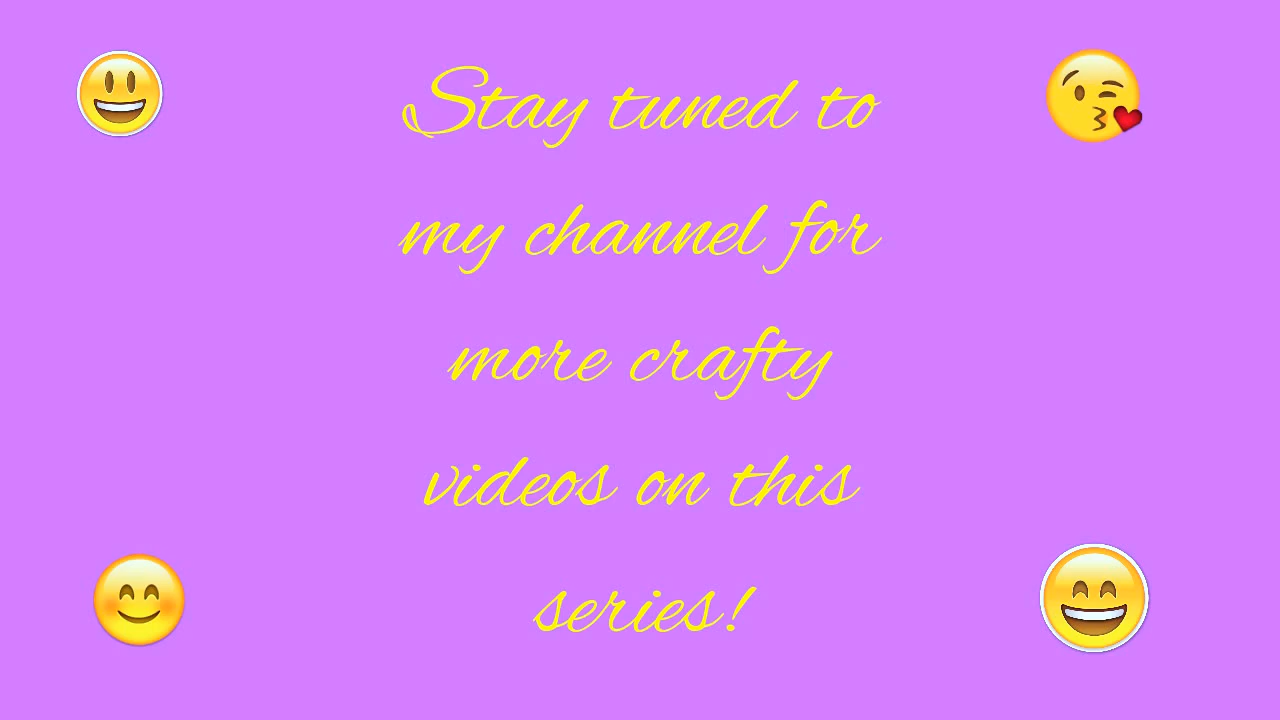 Stay tuned to
my channel for
more crafty
videos on this
series!